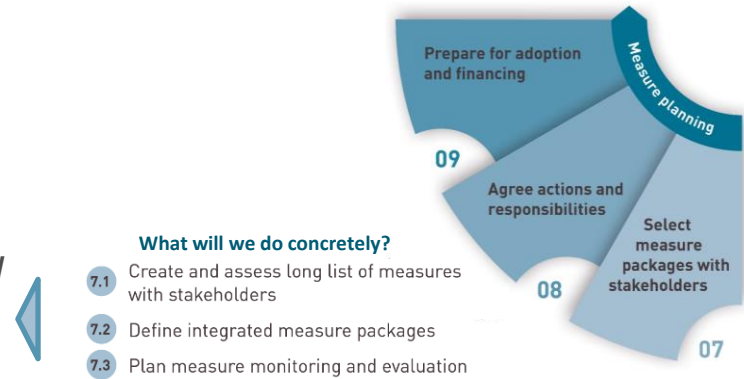 Prepare for adoption
and financing
Measure planning
09
Agree actions and
responsibilities
Select
measure
packages with
stakeholders
08
07
What will we do concretely?
7.1 Create and assess long list of measures
with stakeholders
7.2 Define integrated measure packages
7.3 Plan measure monitoring and evaluation